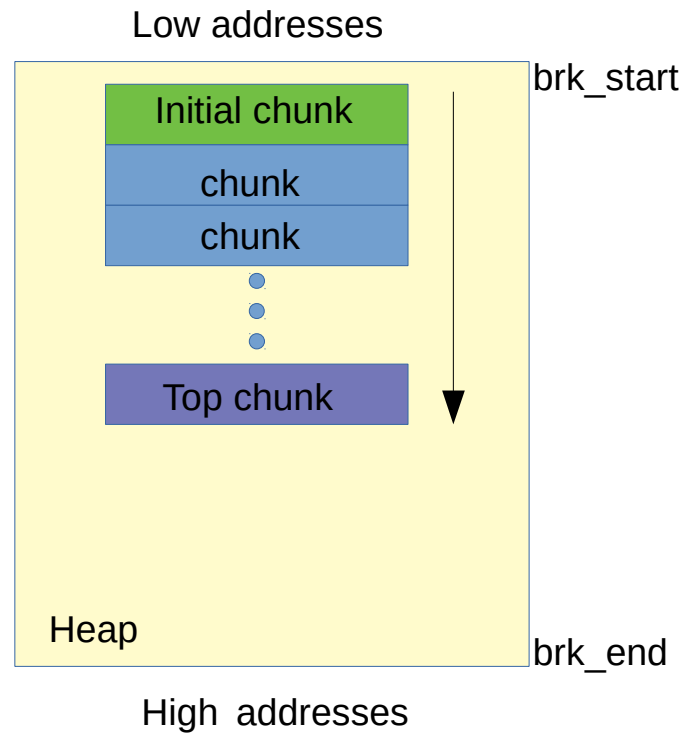 Low addresses
brk_start
Initial chunk
chunk
chunk
Top chunk
Heap
brk_end
High addresses